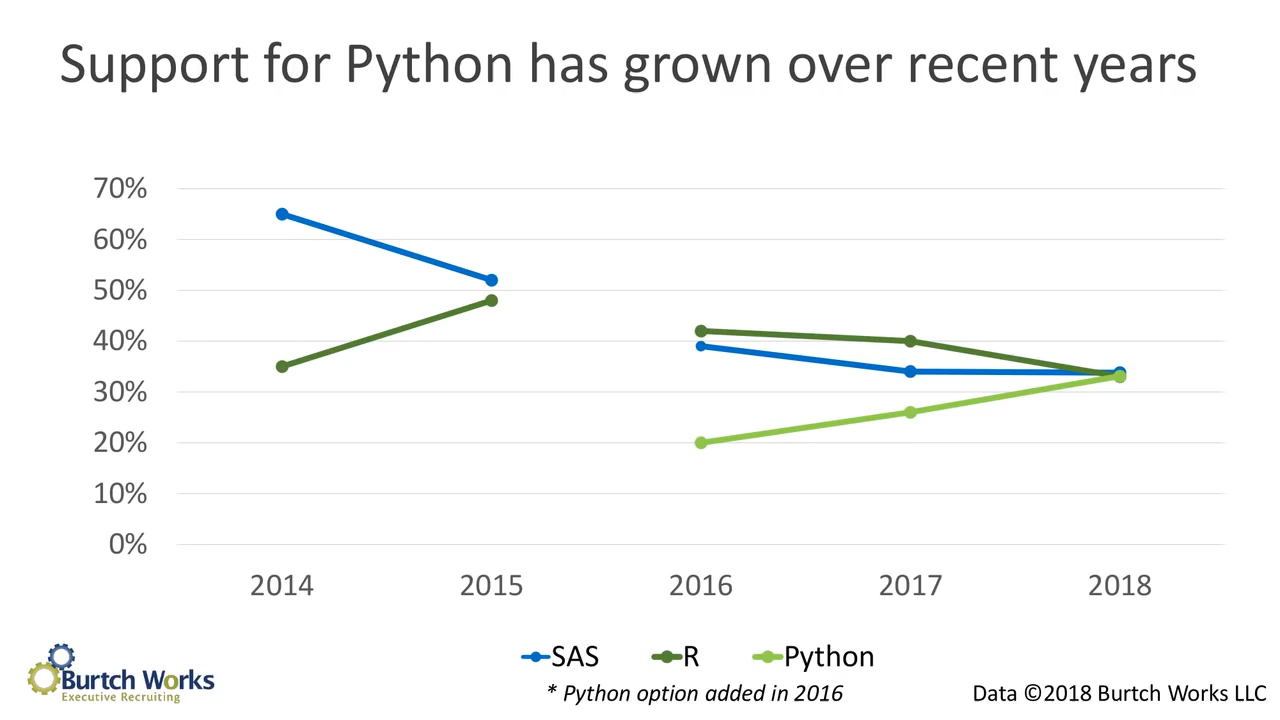 Support for Python has grown over recent years
70%
60%
50%
40%
30%
20%
10%
0%
2014 2015 2016 2017 2018
SAS R Python
* Python option added in 2016
Burtch Works
Executive Recruiting
Data ©2018 Burtch Works LLC